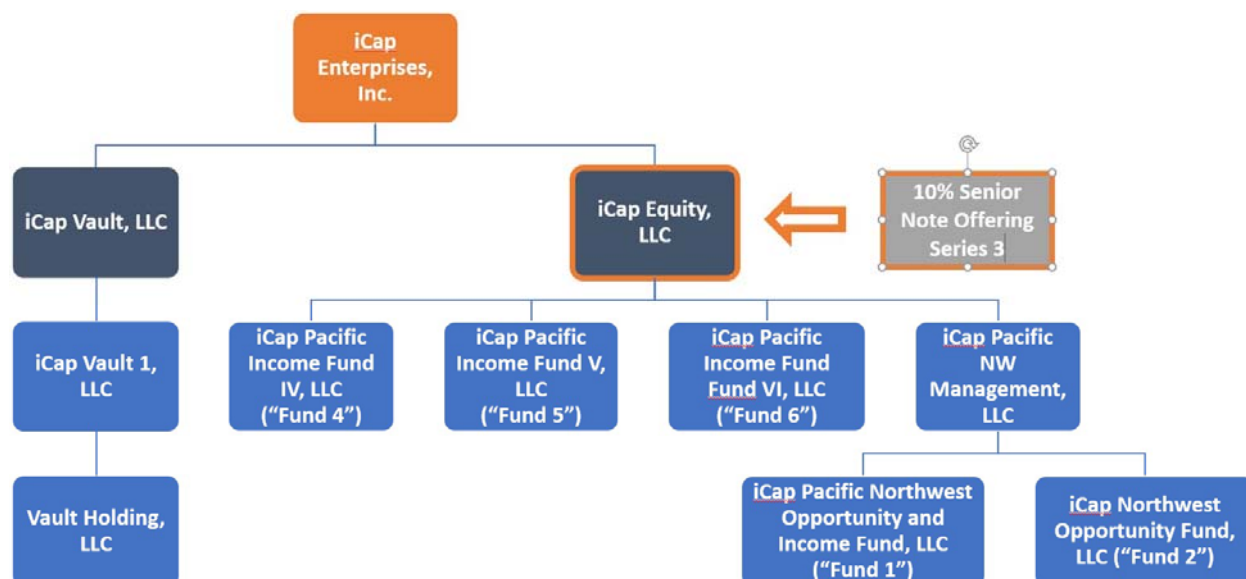 iCap
Enterprises,
Inc.
iCap Vault, LLC
iCap Equity,
LLC
10% Senior
Note Offering
Series 3
iCap Vault 1,
LLC
iCap Pacific
Income Fund
IV, LLC
(“Fund 4”)
iCap Pacific
Income Fund V,
LLC
(“Fund 5”)
iCap Pacific
Income Fund
Fund VI, LLC
(“Fund 6”)
iCap Pacific
NW
Management,
LLC
Vault Holding,
LLC
iCap Pacific Northwest
Opportunity and
Income Fund, LLC
(“Fund 1”)
iCap Northwest
Opportunity Fund,
LLC (“Fund 2”)